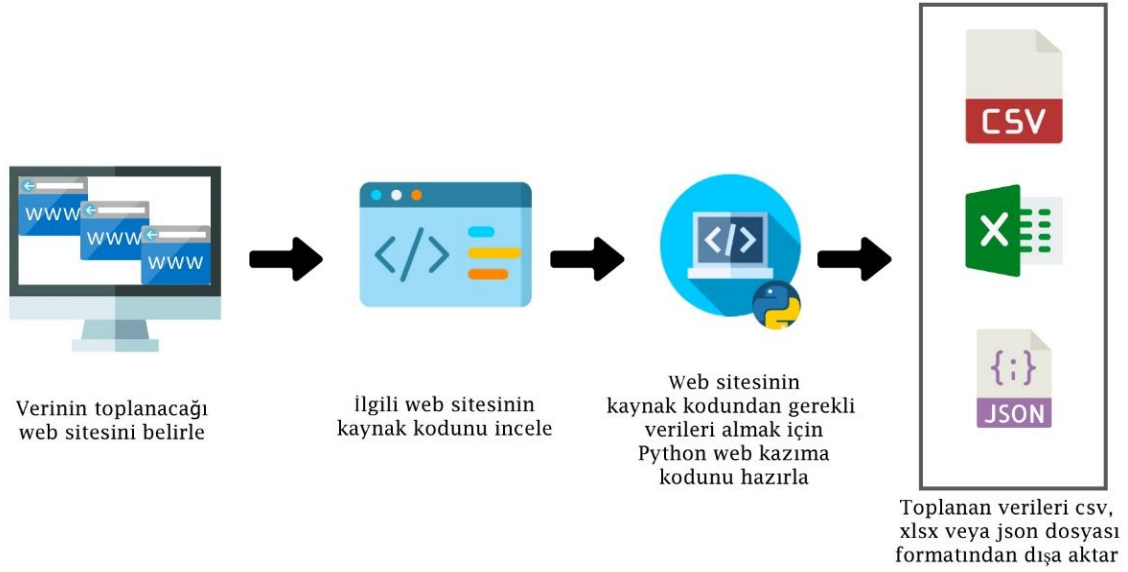 WWW
WWW
WWW
</>
</>
CSV
X
{;}
JSON
Verinin toplanacağı
web sitesini belirle
İlgili web sitesinin
kaynak kodunu incele
Web sitesinin
kaynak kodundan gerekli
verileri almak için
Python web kazıma
kodunu hazırla
Toplanan verileri csv,
xlsx veya json dosyası
formatından dışa aktar